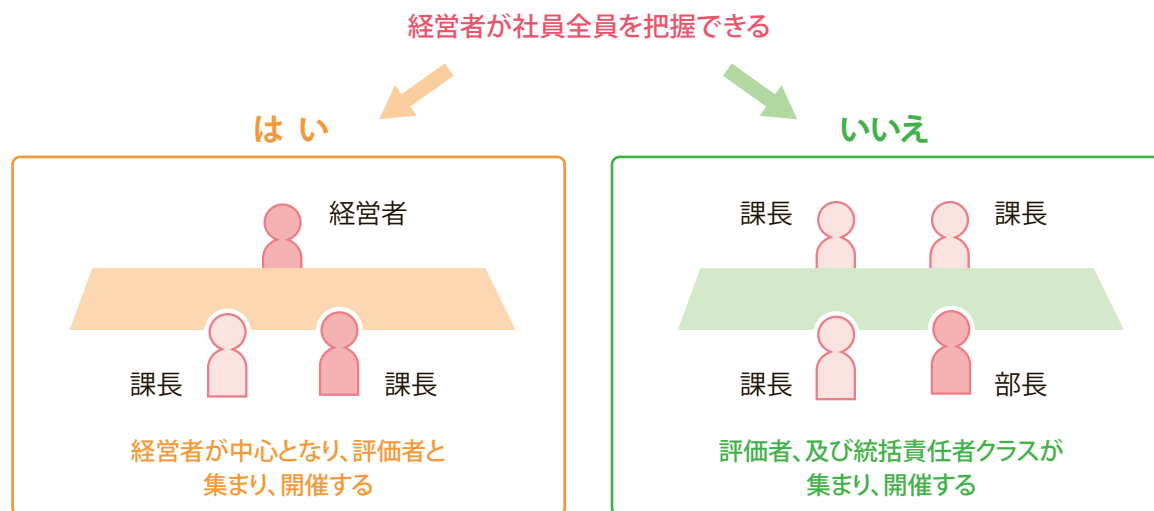 経営者が社員全員を把握できる
はい
いいえ
経営者
課長
課長
経営者が中心となり、評価者と
集まり、開催する
課長
課長
課長
部長
評価者、及び統括責任者クラスが
集まり、開催する